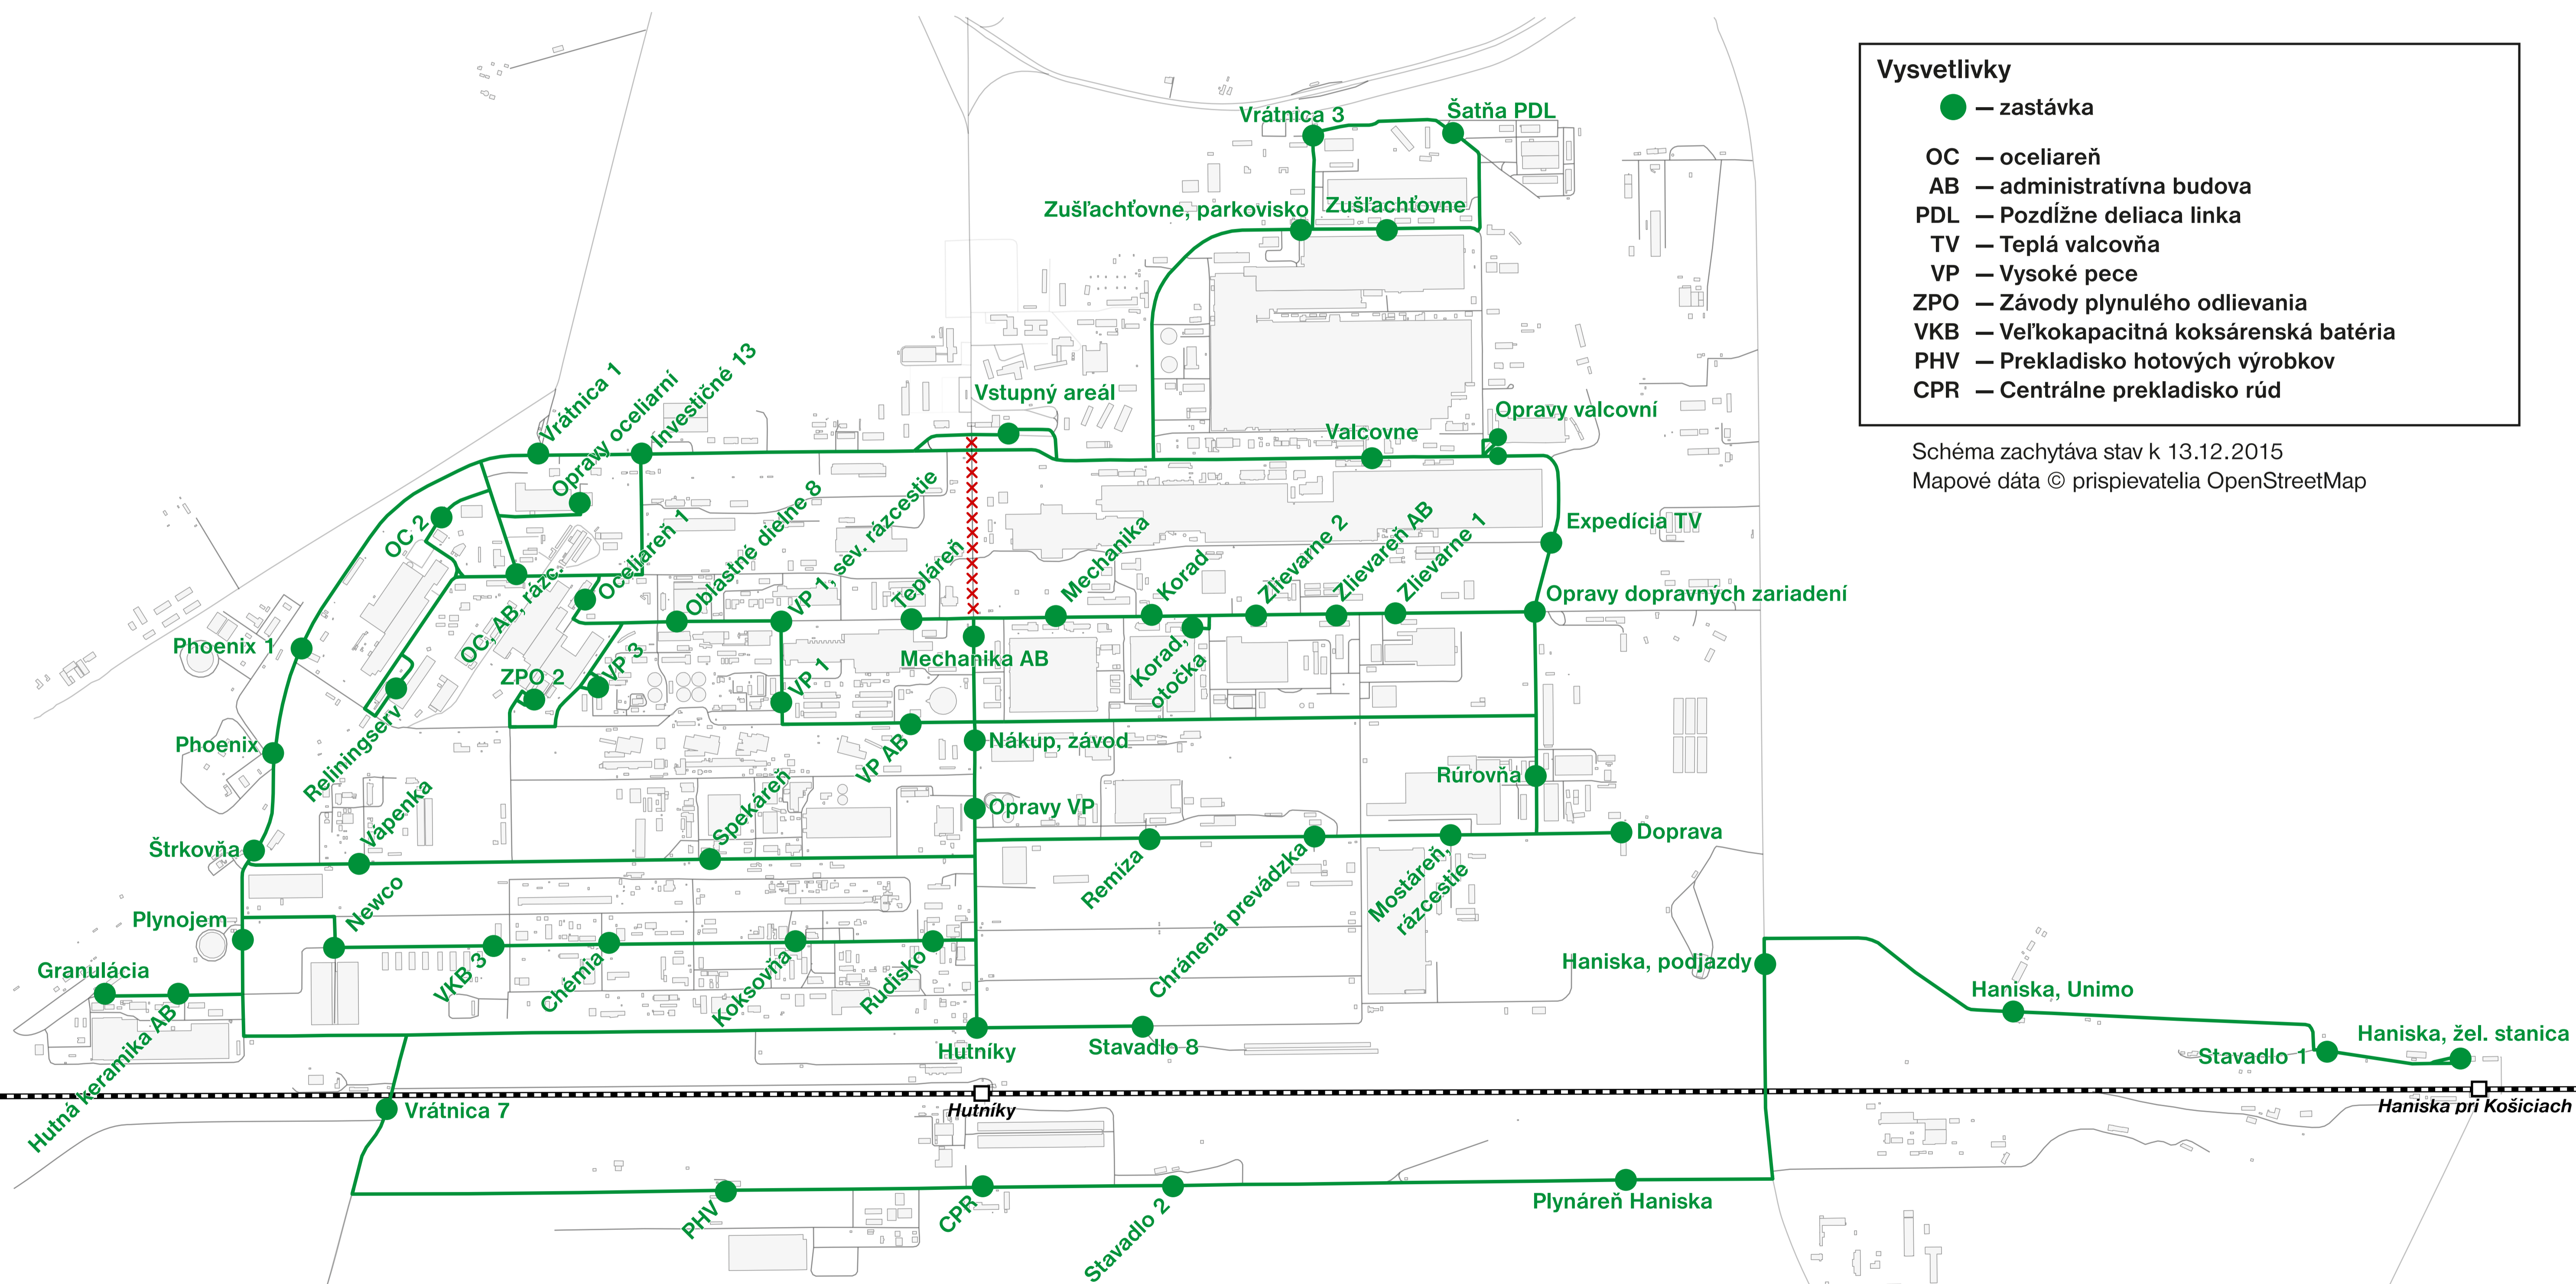 Vysvetlivky
— zastávka
OC — oceliareň
AB — administratívna budova
PDL — Pozdĺžne deliaca linka
TV — Teplá valcovňa
VP — Vysoké pece
ZPO — Závody plynulého odlievania
VKB — Veľkokapacitná koksárenská batéria
PHV — Prekladisko hotových výrobkov
CPR — Centrálne prekladisko rúd
Schéma zachytáva stav k 13.12.2015
Mapové dáta © prispievatelia OpenStreetMap
Vrátnica 3
Šatňa PDL
Zušľachťovne, parkovisko
Zušľachťovne
Vstupný areál
Opravy valcovní
Valcovne
Vrátnica 1
Opravy oceliarní
Investičné 13
OC 2
OC, AB, rázc.
Oceliareň 1
Oblastné dielne 8
VP 1, sev. rázcestie
Tepláreň
Mechanika
Korad
Zlievarne 2
Zlievareň AB
Zlievarne 1
Expedícia TV
Opravy dopravných zariadení
Phoenix 1
ZPO 2
VP 3
VP 1
Mechanika AB
Korad,
otočka
Phoenix
Reliningserv
VP AB
Nákup, závod
Rúrovňa
Vápenka
Spekáreň
Opravy VP
Štrkovňa
Remíza
Chránená prevádzka
Mostáreň,
rázcestie
Doprava
Plynojem
Newco
Granulácia
Hutná keramika AB
VKB 3
Chémia
Koksovňa
Rudisko
Haniska, podjazdy
Haniska, Unimo
Hutníky
Stavadlo 8
Stavadlo 1
Haniska, žel. stanica
Vrátnica 7
Hutníky
Haniska pri Košiciach
PHV
CPR
Stavadlo 2
Plynáreň Haniska